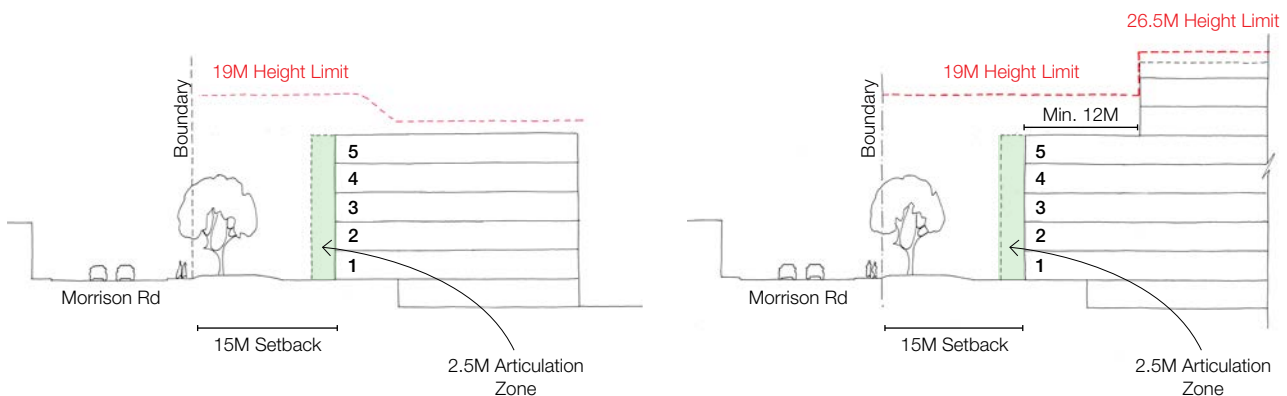 19M Height Limit
Boundary
5
4
3
2
1
Morrison Rd
15M Setback
2.5M Articulation
Zone
26.5M Height Limit
19M Height Limit
Boundary
Min. 12M
5
4
3
2
1
Morrison Rd
15M Setback
2.5M Articulation
Zone